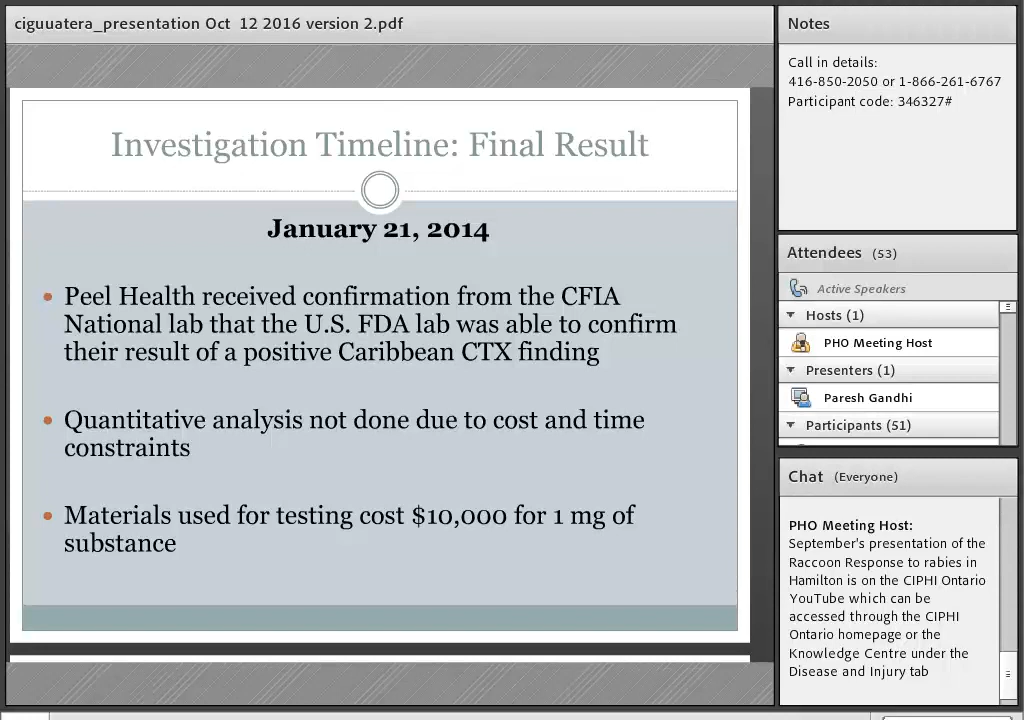 ciguuatera_presentation Oct  12 2016 version 2.pdf
Investigation Timeline: Final Result
January 21, 2014
• Peel Health received confirmation from the CFIA
National lab that the U.S. FDA lab was able to confirm
their result of a positive Caribbean CTX finding
• Quantitative analysis not done due to cost and time
constraints
• Materials used for testing cost $10,000 for 1 mg of
substance
Notes
Call in details:
416-850-2050 or 1-866-261-6767
Participant code: 346327#
Attendees (53)
Active Speakers
Hosts (1)
PHO Meeting Host
Presenters (1)
Paresh Gandhi
Participants (51)
Chat (Everyone)
PHO Meeting Host:
September's presentation of the
Raccoon Response to rabies in
Hamilton is on the CIPHI Ontario
YouTube which can be
accessed through the CIPHI
Ontario homepage or the
Knowledge Centre under the
Disease and Injury tab